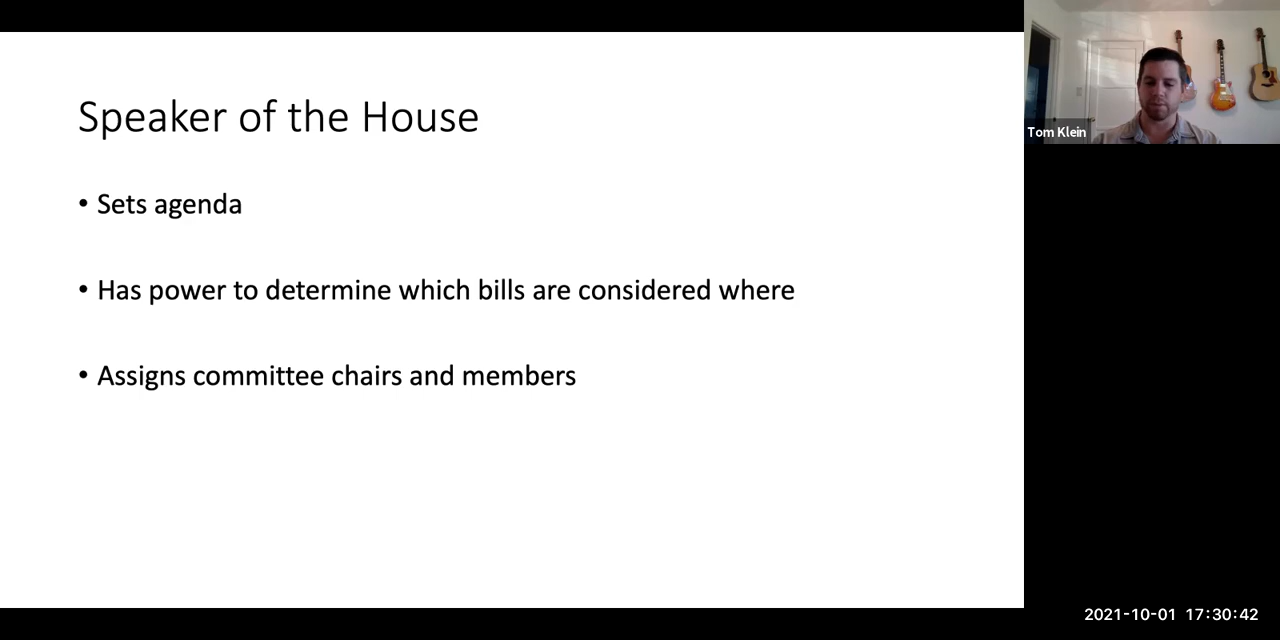 Speaker of the House
• Sets agenda
• Has power to determine which bills are considered where
• Assigns committee chairs and members
Tom Klein
2021-10-01 17:30:42